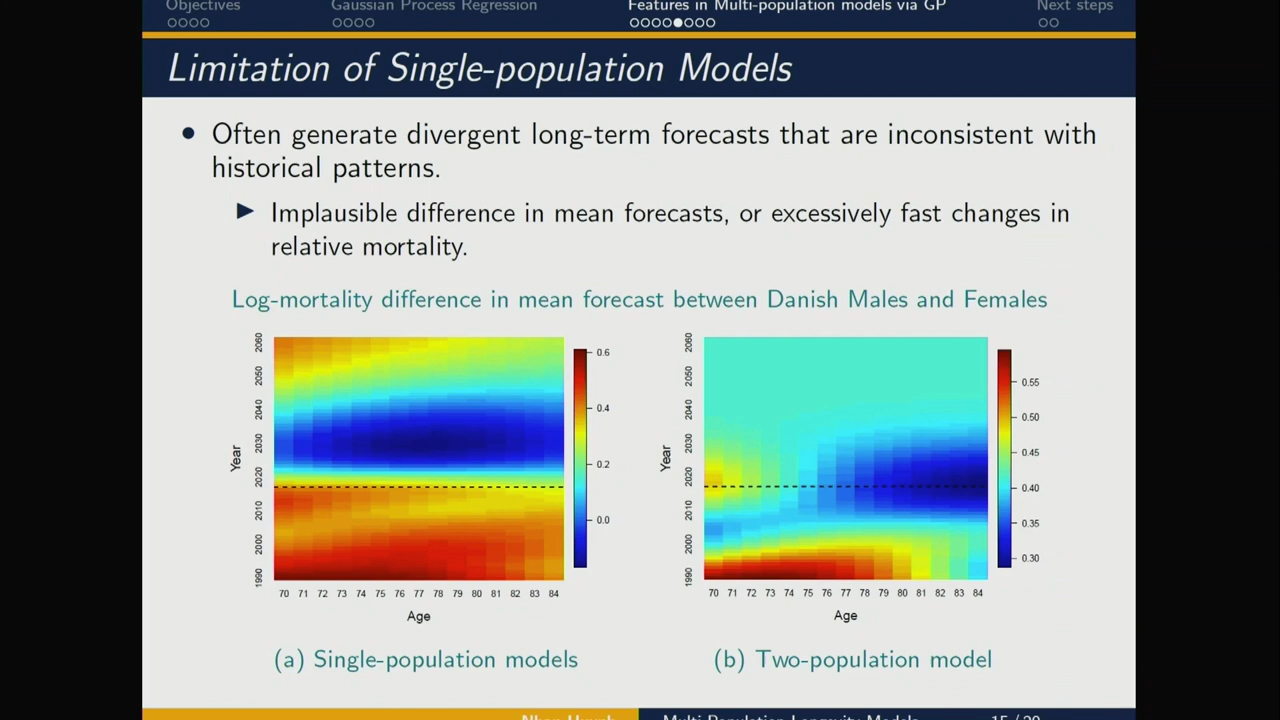 Objectives
Gaussian Process Regression
Features in Multi-population models via GP
Next steps
Limitation of Single-population Models
Often generate divergent long-term forecasts that are inconsistent with
historical patterns.
Implausible difference in mean forecasts, or excessively fast changes in
relative mortality.
Log-mortality difference in mean forecast between Danish Males and Females
2060
2050
2040
2030
2020
2010
2000
1990
Year
70 71 72 73 74 75 76 77 78 79 80 81 82 83 84
Age
0.6
0.4
0.2
0.0
(a) Single-population models
2060
2050
2040
2030
2020
2010
2000
1990
Year
70 71 72 73 74 75 76 77 78 79 80 81 82 83 84
Age
0.55
0.50
0.45
0.40
0.35
0.30
(b) Two-population model
Nhan Huynh
Multi-Population Longevity Models